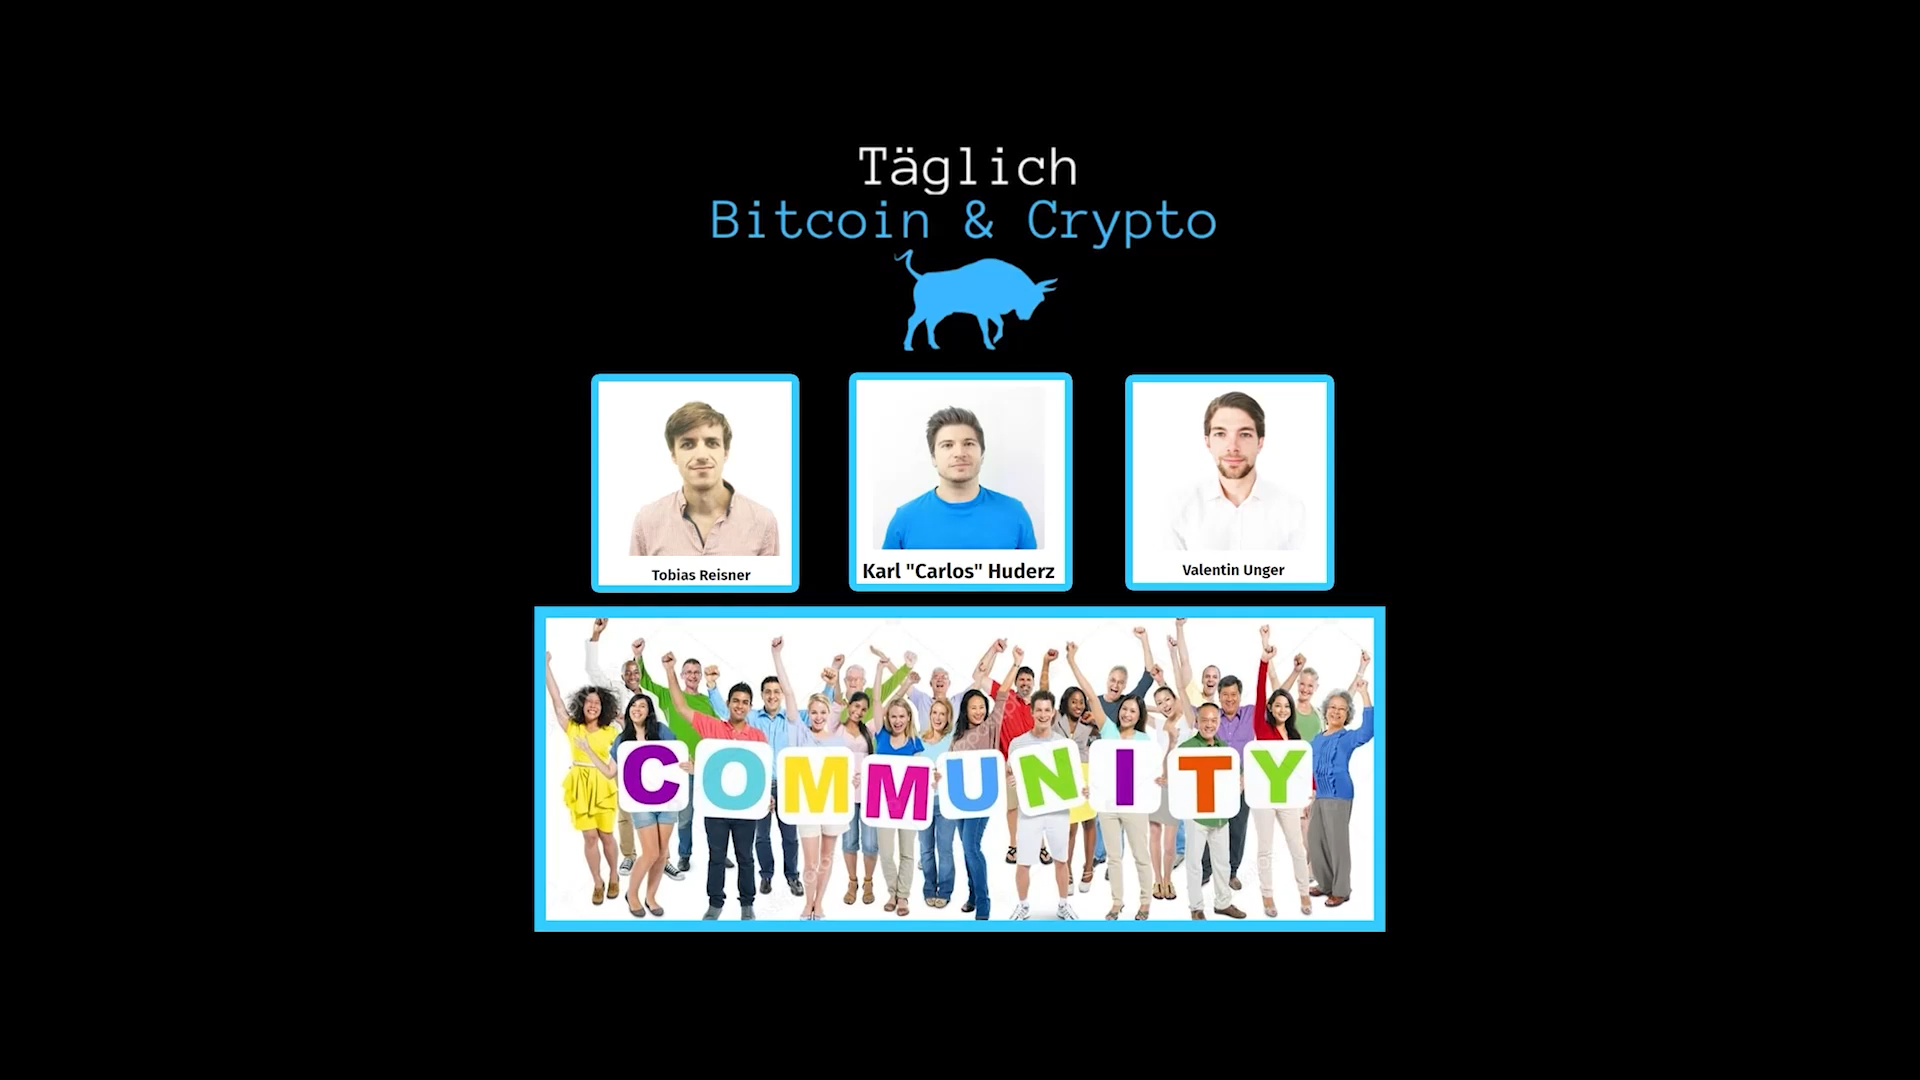 Täglich
Bitcoin & Crypto
Tobias Reisner
Karl "Carlos" Huderz
Valentin Unger
COMMUNITY